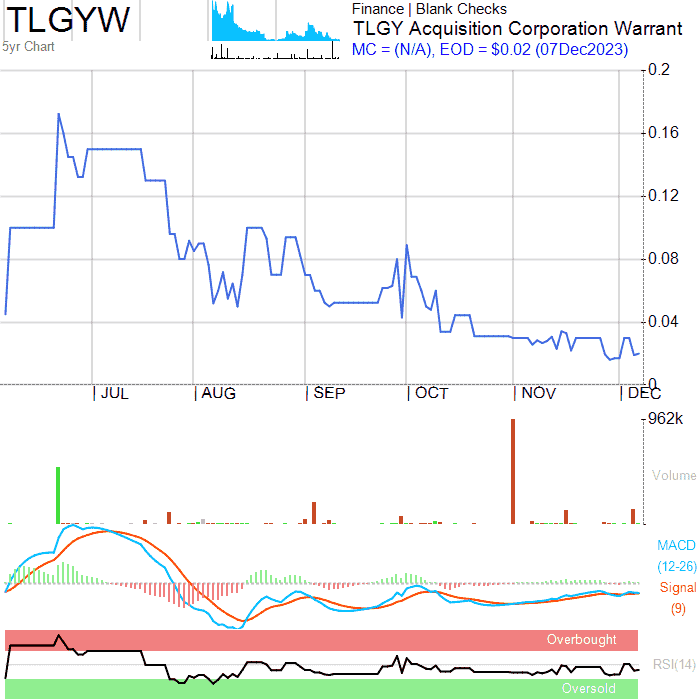 TLGYW
5yr Chart
Finance | Blank Checks
TLGY Acquisition Corporation Warrant
MC = (N/A), EOD = $0.02 (07Dec2023)
0.2
0.16
0.12
0.08
0.04
0
JUL AUG SEP OCT NOV DEC
962k
Volume
MACD
(12-26)
Signal
(9)
Overbought
RSI(14)
Oversold